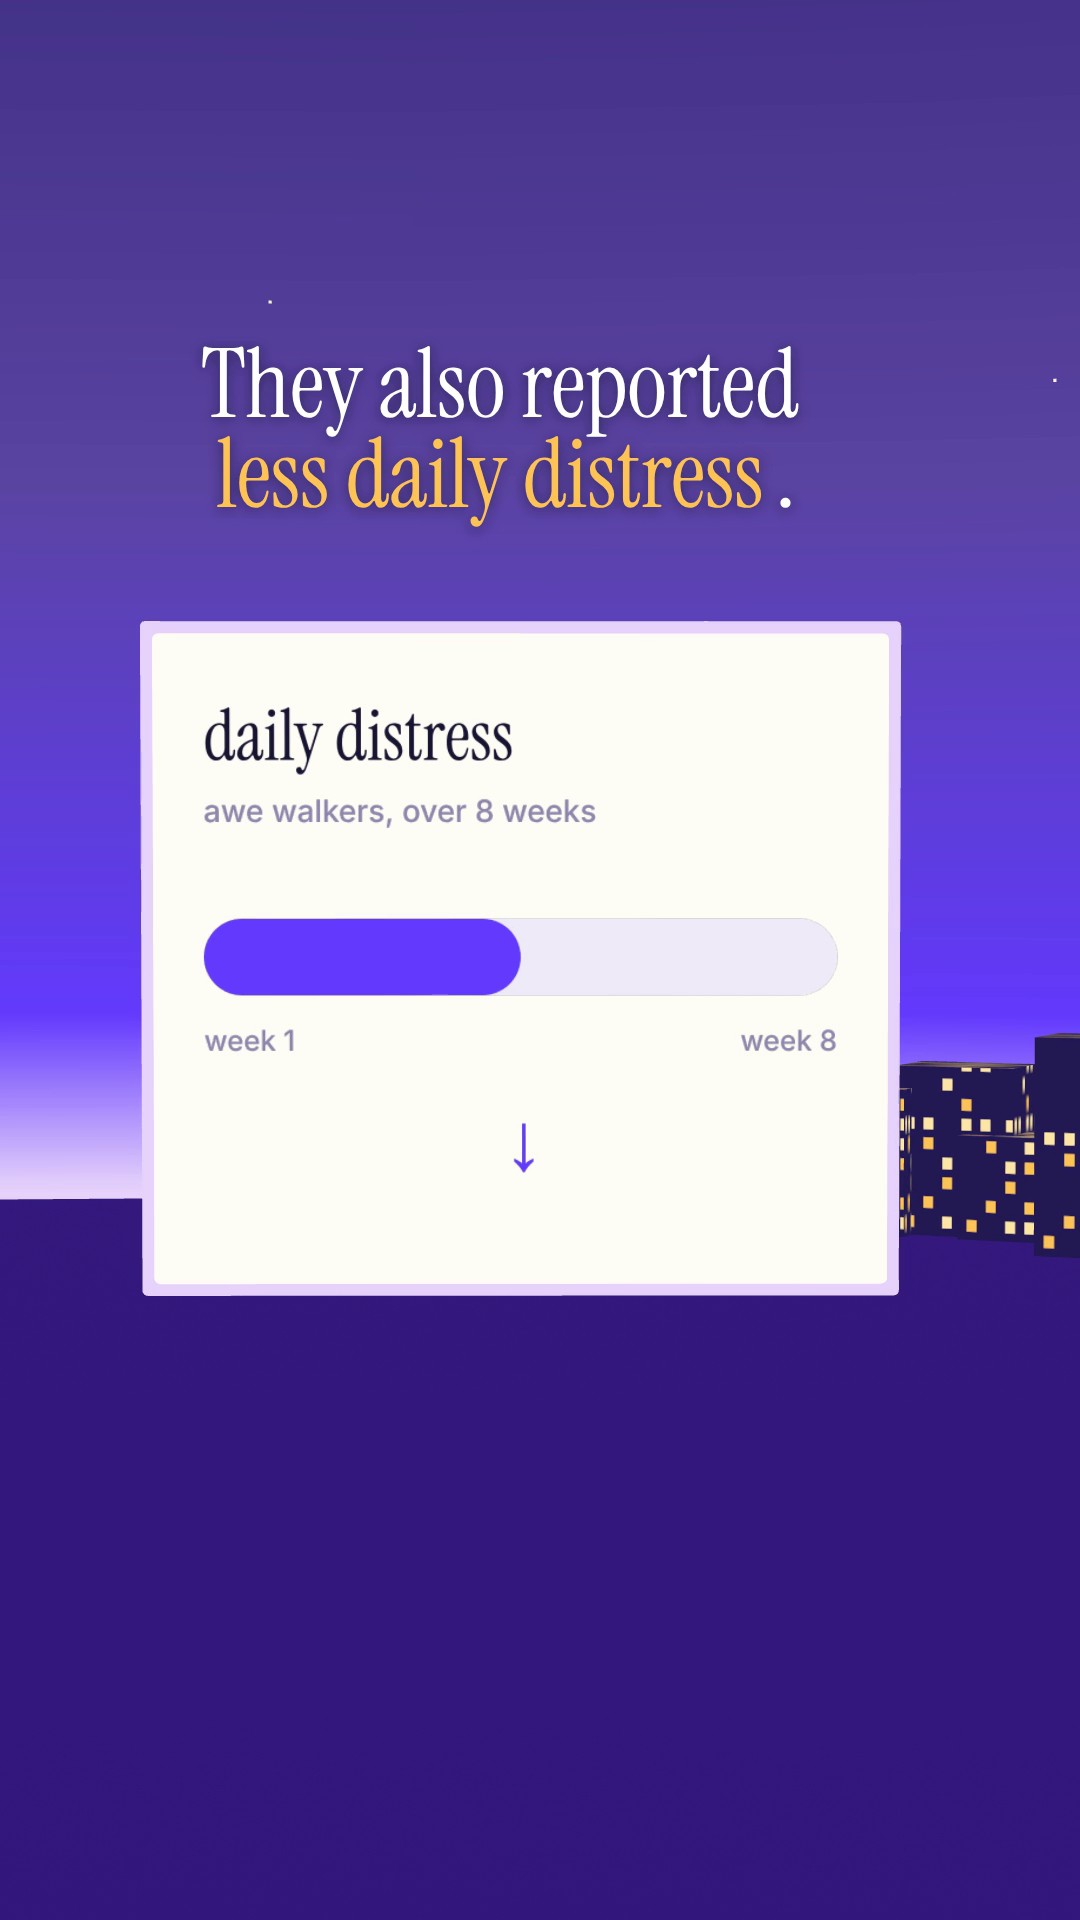 They also reported
less daily distress .
daily distress
awe walkers, over 8 weeks
week 1
week 8
↓